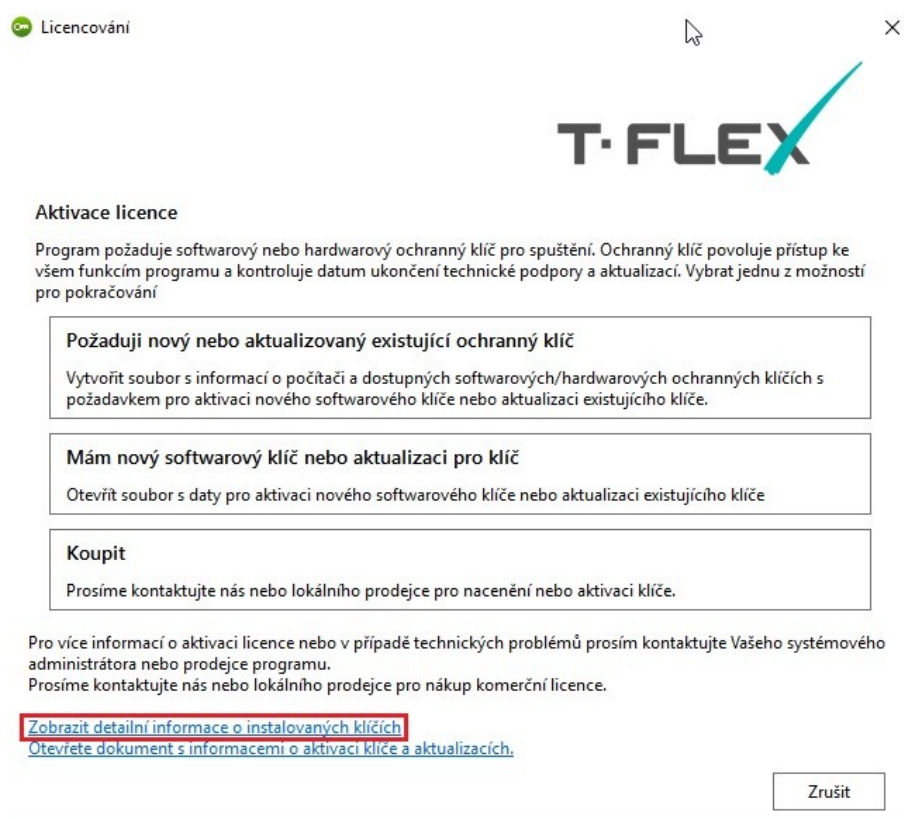 Licencování
T-FLEX
Aktivace licence
Program požaduje softwarový nebo hardwarový ochranný klíč pro spuštění. Ochranný klíč povoluje přístup ke
všem funkcím programu a kontroluje datum ukončení technické podpory a aktualizací. Vybrat jednu z možností
pro pokračování
Požaduji nový nebo aktualizovaný existující ochranný klíč
Vytvořit soubor s informací o počítači a dostupných softwarových/hardwarových ochranných klíčích s
požadavkem pro aktivaci nového softwarového klíče nebo aktualizaci existujícího klíče.
Mám nový softwarový klíč nebo aktualizaci pro klíč
Otevřít soubor s daty pro aktivaci nového softwarového klíče nebo aktualizaci existujícího klíče
Koupit
Prosíme kontaktujte nás nebo lokálního prodejce pro nacenění nebo aktivaci klíče.
Pro více informací o aktivaci licence nebo v případě technických problémů prosím kontaktujte Vašeho systémového
administrátora nebo prodejce programu.
Prosíme kontaktujte nás nebo lokálního prodejce pro nákup komerční licence.
Zobrazit detailní informace o instalovaných klíčích
Otevřete dokument s informacemi o aktivaci klíče a aktualizacích.
Zrušit